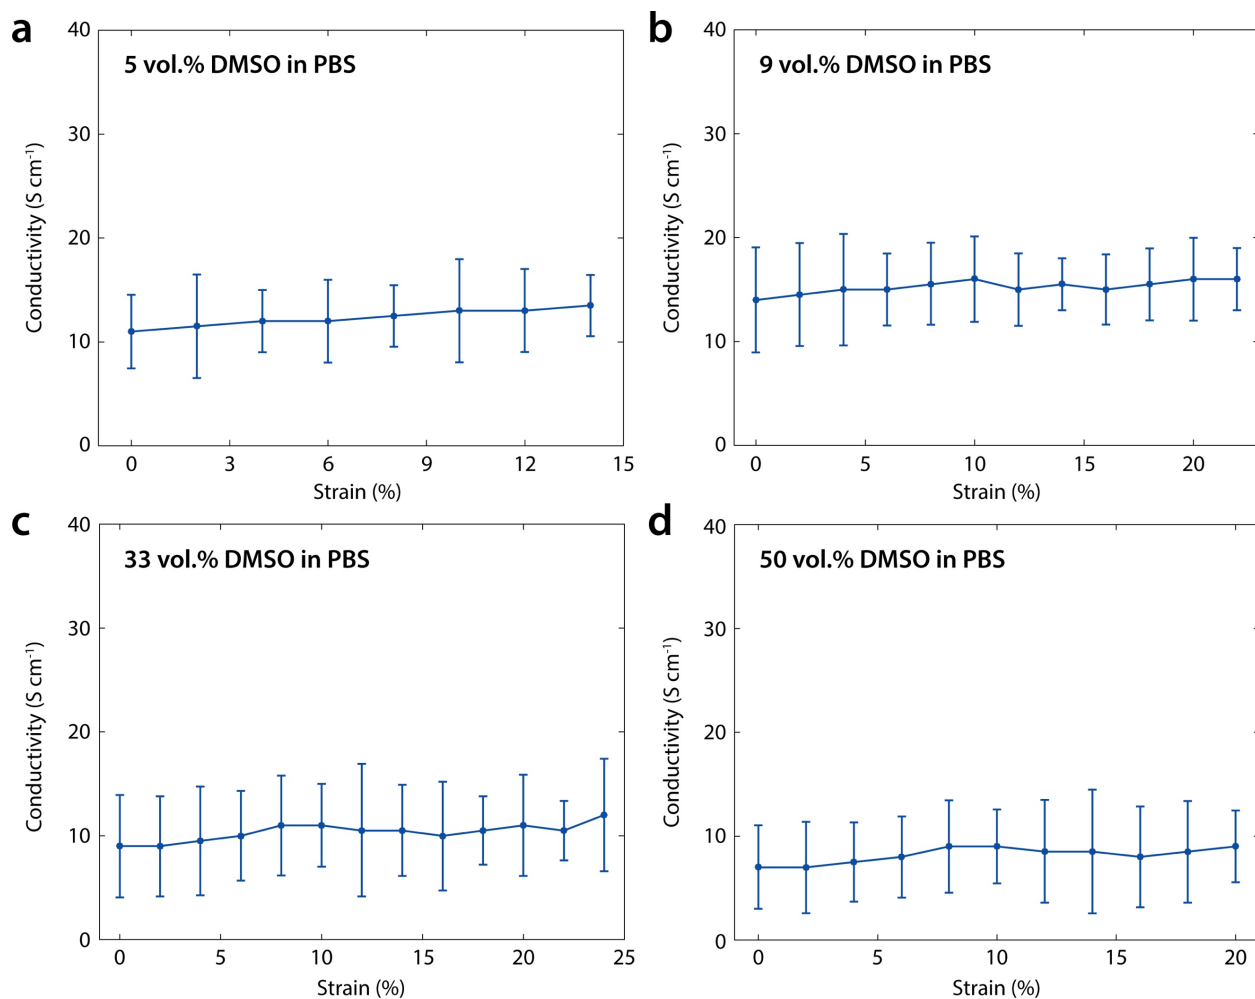 a
5 vol.% DMSO in PBS
40
30
20
10
0
Conductivity (S cm⁻¹)
0 3 6 9 12 15
Strain (%)
b
9 vol.% DMSO in PBS
40
30
20
10
0
Conductivity (S cm⁻¹)
0 5 10 15 20
Strain (%)
c
33 vol.% DMSO in PBS
40
30
20
10
0
Conductivity (S cm⁻¹)
0 5 10 15 20 25
Strain (%)
d
50 vol.% DMSO in PBS
40
30
20
10
0
Conductivity (S cm⁻¹)
0 5 10 15 20
Strain (%)